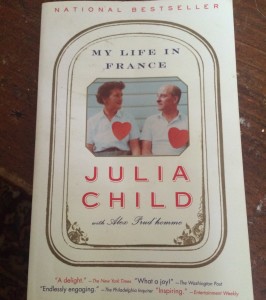 NATIONAL BESTSELLER
MY LIFE IN
FRANCE
JULIA
CHILD
with Alex Prud'homme
"A delight." —The New York Times "What a joy!" —The Washington Post
"Endlessly engaging." —The Philadelphia Inquirer "Inspiring." —Entertainment Weekly